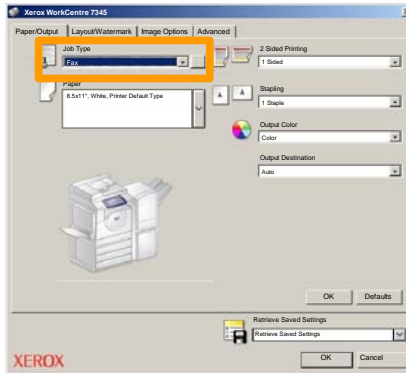 Xerox WorkCentre 7345
Paper/Output Layout/Watermark Image Options Advanced
Job Type
Fax
Paper
8.5x11", White, Printer Default Type
2 Sided Printing
1 Sided
Stapling
1 Staple
Output Color
Color
Output Destination
Auto
OK Defaults
Retrieve Saved Settings
Retrieve Saved Settings
XEROX
OK Cancel